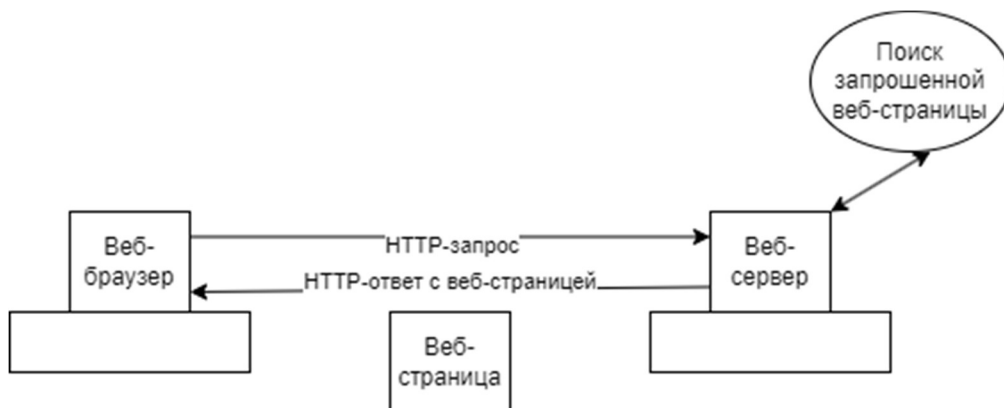 Поиск
запрошенной
веб-страницы
Веб-
браузер
HTTP-запрос
HTTP-ответ с веб-страницей
Веб-
сервер
Веб-
страница